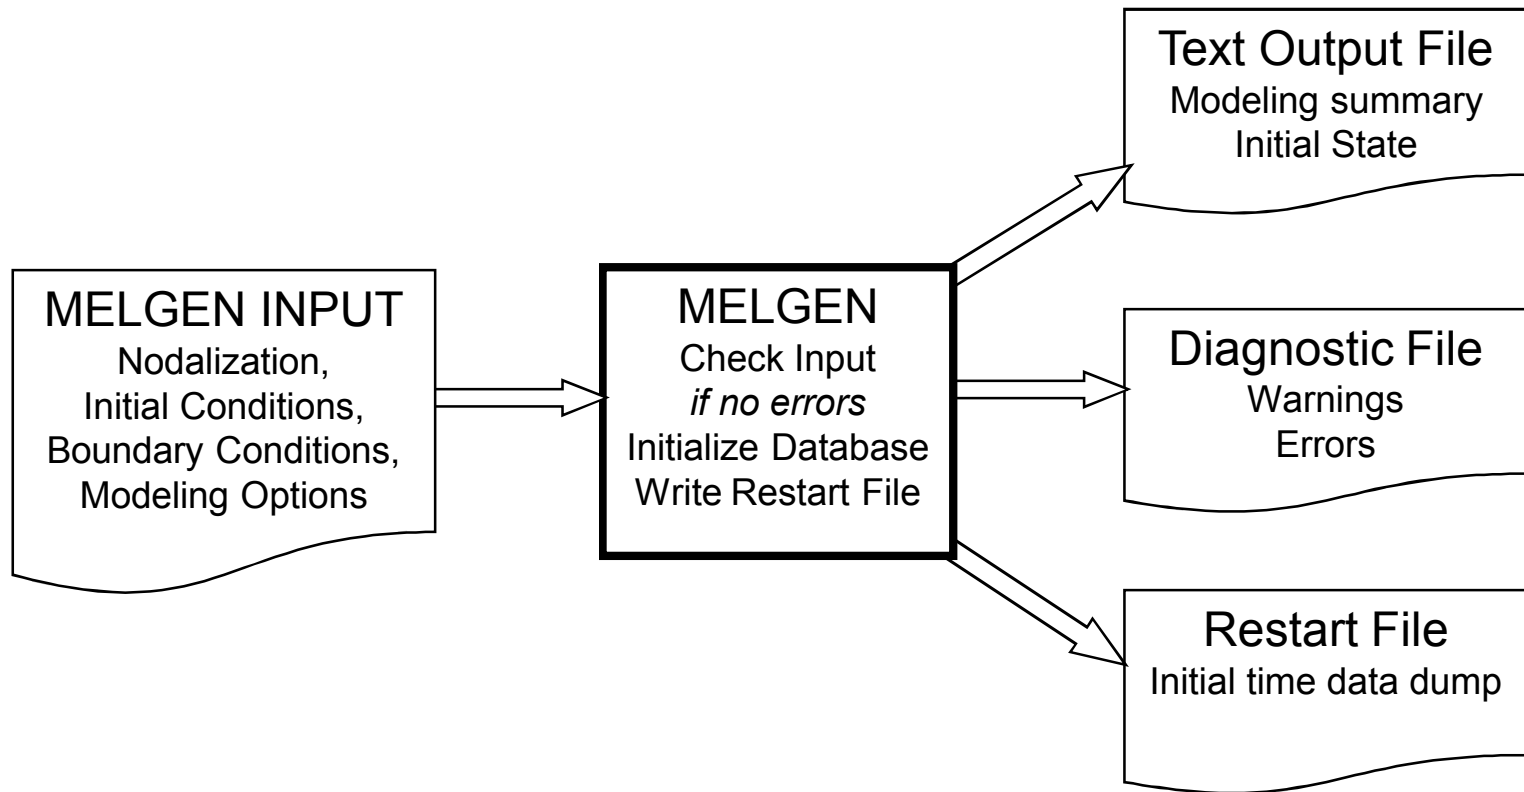 MELGEN INPUT
Nodalization,
Initial Conditions,
Boundary Conditions,
Modeling Options
MELGEN
Check Input
if no errors
Initialize Database
Write Restart File
Text Output File
Modeling summary
Initial State
Diagnostic File
Warnings
Errors
Restart File
Initial time data dump